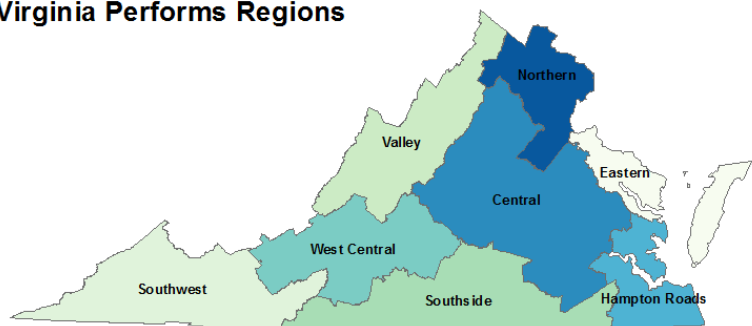 Virginia Performs Regions
Northern
Valley
Eastern
Central
West Central
Southwest
Southside
Hampton Roads